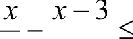 x   x − 3
— −         ≤